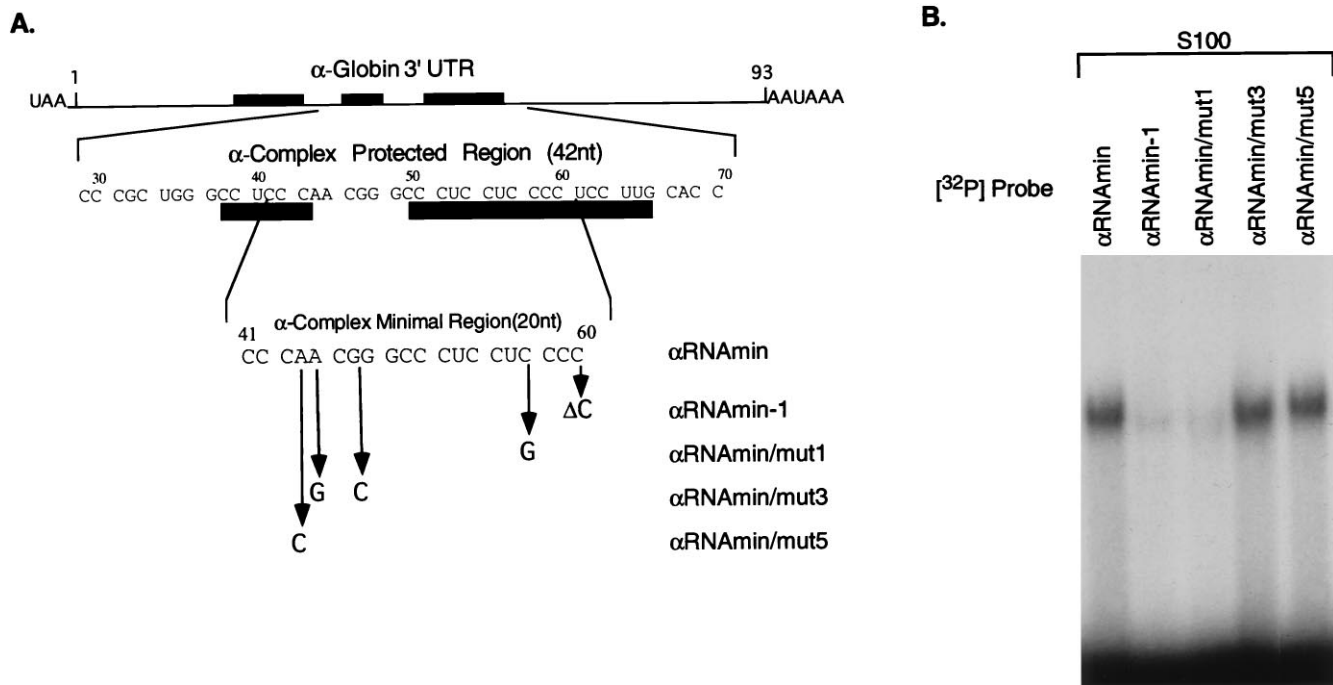 A.
α-Globin 3' UTR
1
93
UAA
AAUAAA
α-Complex Protected Region (42nt)
30 40 50 60 70
CC CGC UGG GCC UCC CAA CGGG GCC CUC CUC CCC UCC UUG CAC C
α-Complex Minimal Region(20nt)
41
60
CC CAA CGG GCC CUC CUC CCC
αRNAmin
ΔC
αRNAmin-1
G
αRNAmin/mut1
G C
αRNAmin/mut3
C
αRNAmin/mut5
B.
S100
[32P] Probe
αRNAmin
αRNAmin-1
αRNAmin/mut1
αRNAmin/mut3
αRNAmin/mut5